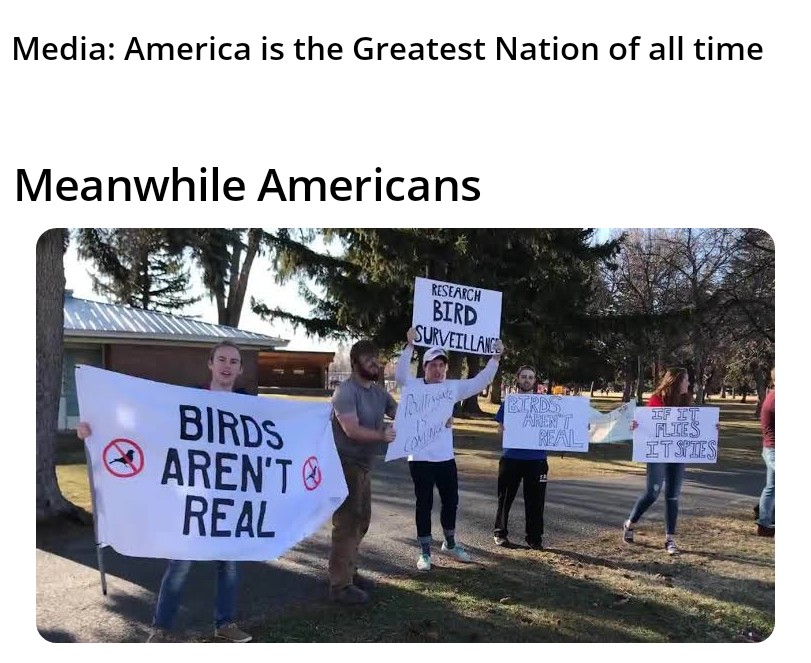 Media: America is the Greatest Nation of all time
Meanwhile Americans
RESEARCH
BIRD
SURVEILLANCE
BIRDS
AREN'T
REAL
BIRDS
AREN'T
REAL
IF IT
FLIES
IT SPIES